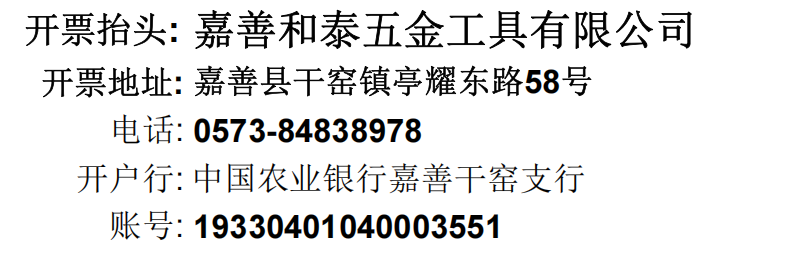 开票抬头: 嘉善和泰五金工具有限公司
开票地址: 嘉善县干窑镇亭耀东路58号
电话: 0573-84838978
开户行: 中国农业银行嘉善干窑支行
账号: 19330401040003551